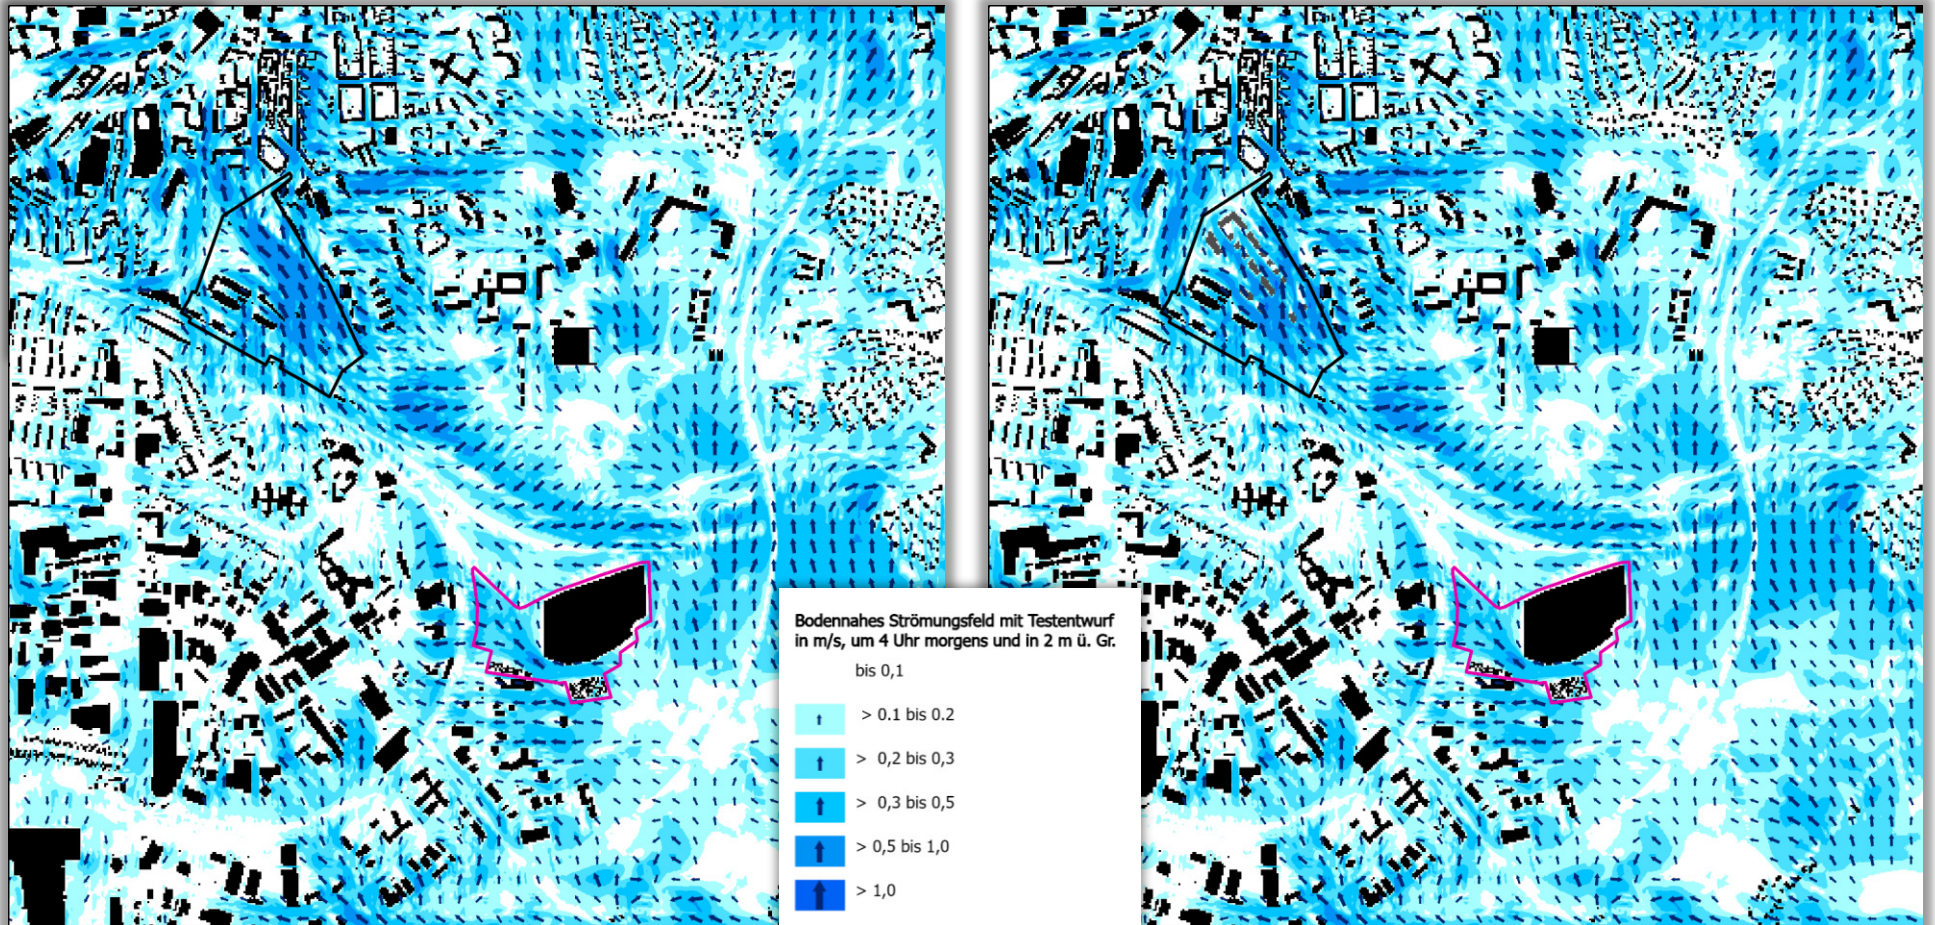 Bodennahes Strömungsfeld mit Testentwurf
in m/s, um 4 Uhr morgens und in 2 m ü. Gr.
bis 0,1
> 0.1 bis 0.2
> 0,2 bis 0,3
> 0,3 bis 0,5
> 0,5 bis 1,0
> 1,0